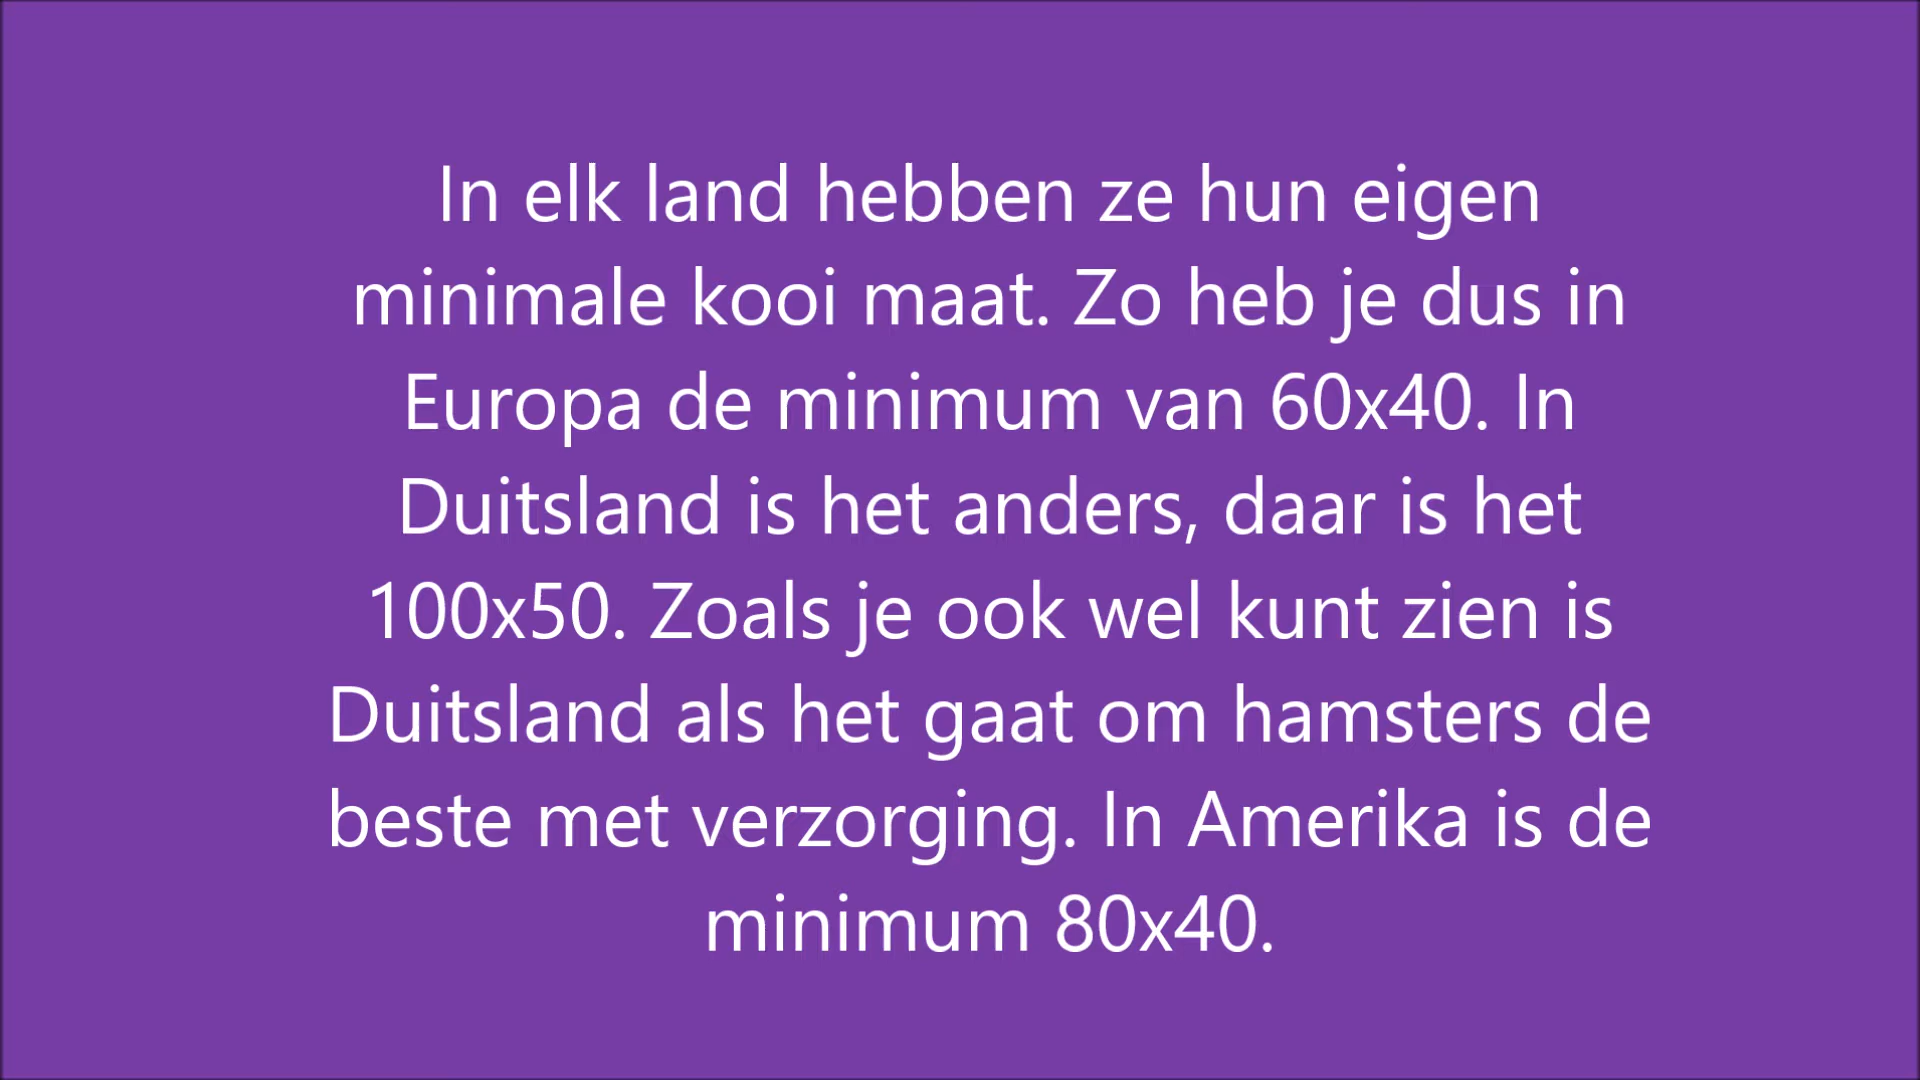 In elk land hebben ze hun eigen
minimale kooi maat. Zo heb je dus in
Europa de minimum van 60x40. In
Duitsland is het anders, daar is het
100x50. Zoals je ook wel kunt zien is
Duitsland als het gaat om hamsters de
beste met verzorging. In Amerika is de
minimum 80x40.